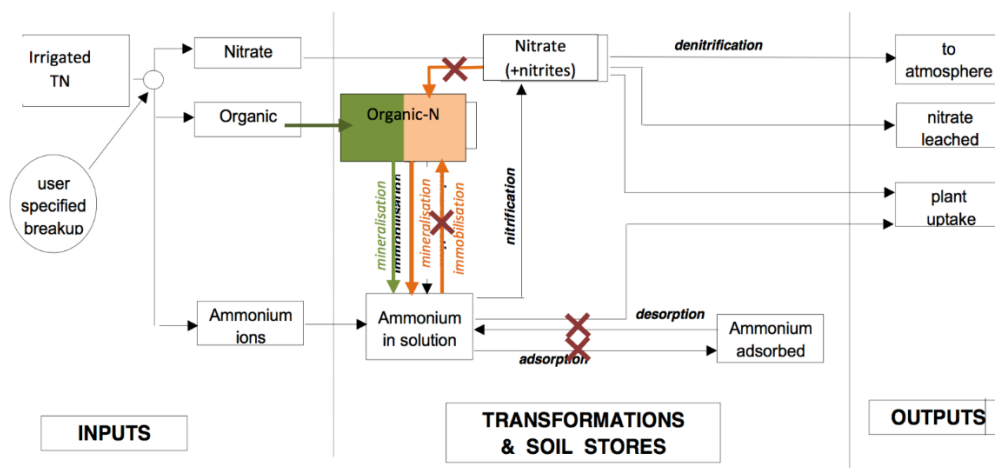 Irrigated
TN
Nitrate
Organic
user
specified
breakup
Ammonium
ions
Nitrate
(+nitrites)
Organic-N
mineralisation
immobilisation
mineralisation
immobilisation
nitrification
Ammonium
in solution
desorption
adsorption
Ammonium
adsorbed
denitrification
to
atmosphere
nitrate
leached
plant
uptake
INPUTS
TRANSFORMATIONS
& SOIL STORES
OUTPUTS